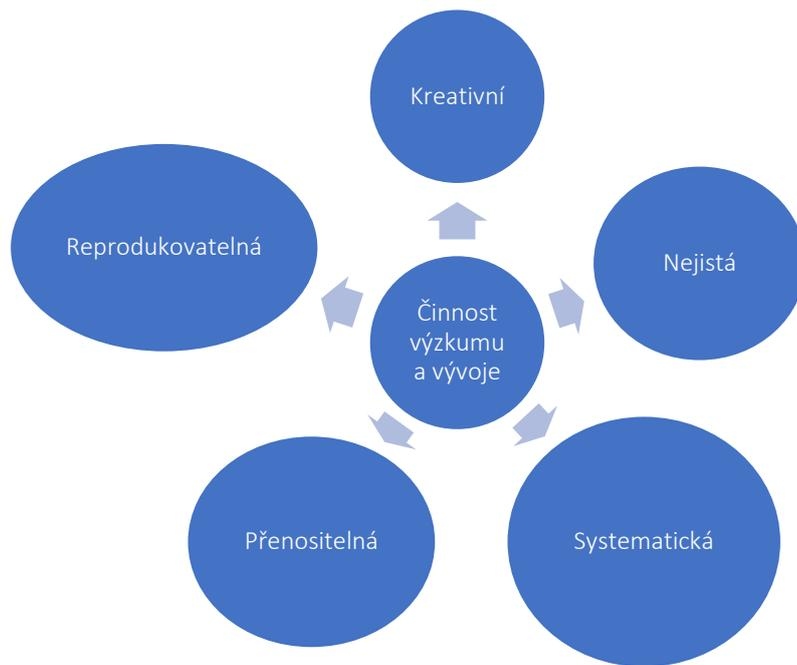 Kreativní
Reprodukovatelná
Nejistá
Činnost
výzkumu
a vývoje
Přenositelná
Systematická